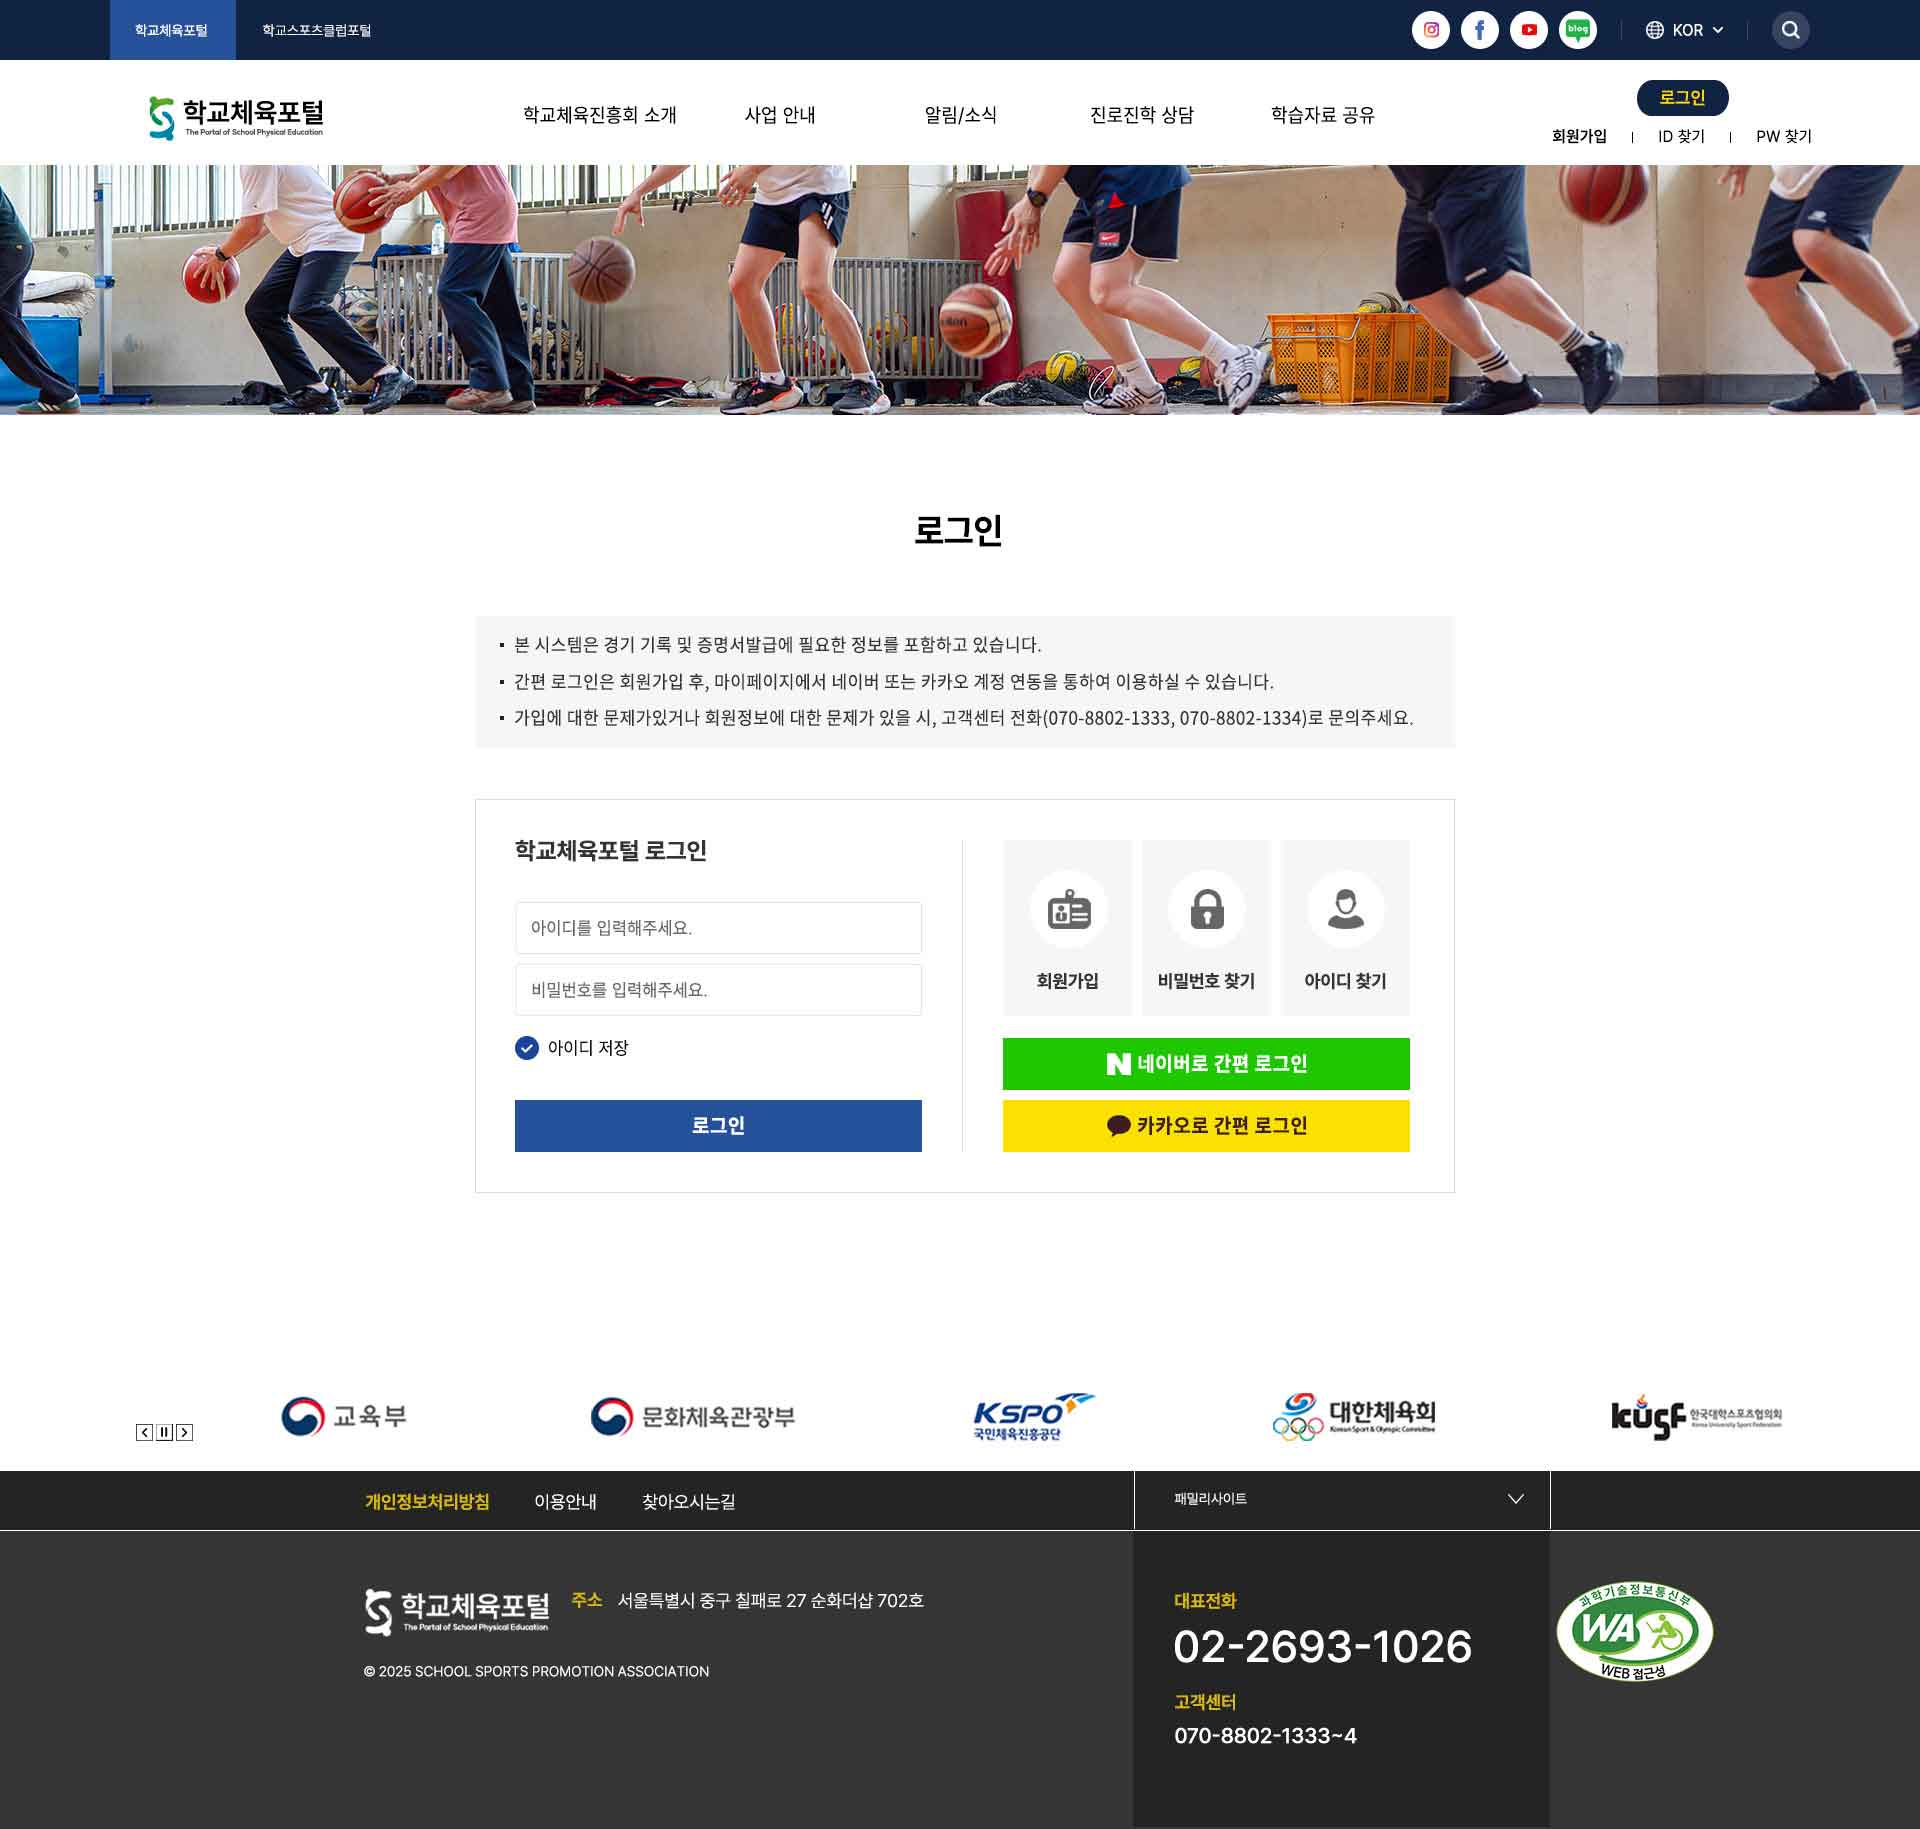 학교체육포털
학교스포츠클럽포털
blog
KOR
학교체육포털
The Portal of School Physical Education
학교체육진흥회 소개
사업 안내
알림/소식
진로진학 상담
학습자료 공유
로그인
회원가입
ID 찾기
PW 찾기
로그인
본 시스템은 경기 기록 및 증명서발급에 필요한 정보를 포함하고 있습니다.
간편 로그인은 회원가입 후, 마이페이지에서 네이버 또는 카카오 계정 연동을 통하여 이용하실 수 있습니다.
가입에 대한 문제가있거나 회원정보에 대한 문제가 있을 시, 고객센터 전화(070-8802-1333, 070-8802-1334)로 문의주세요.
학교체육포털 로그인
아이디를 입력해주세요.
비밀번호를 입력해주세요.
아이디 저장
로그인
회원가입
비밀번호 찾기
아이디 찾기
네이버로 간편 로그인
카카오로 간편 로그인
교육부
문화체육관광부
KSPO
국민체육진흥공단
대한체육회
Korean Sport & Olympic Committee
kusf
한국대학스포츠협의회
Korea University Sport Federation
개인정보처리방침
이용안내
찾아오시는길
패밀리사이트
학교체육포털
The Portal of School Physical Education
주소 서울특별시 중구 칠패로 27 순화더샵 702호
© 2025 SCHOOL SPORTS PROMOTION ASSOCIATION
대표전화
02-2693-1026
고객센터
070-8802-1333~4
과학기술정보통신부
WA
WEB 접근성